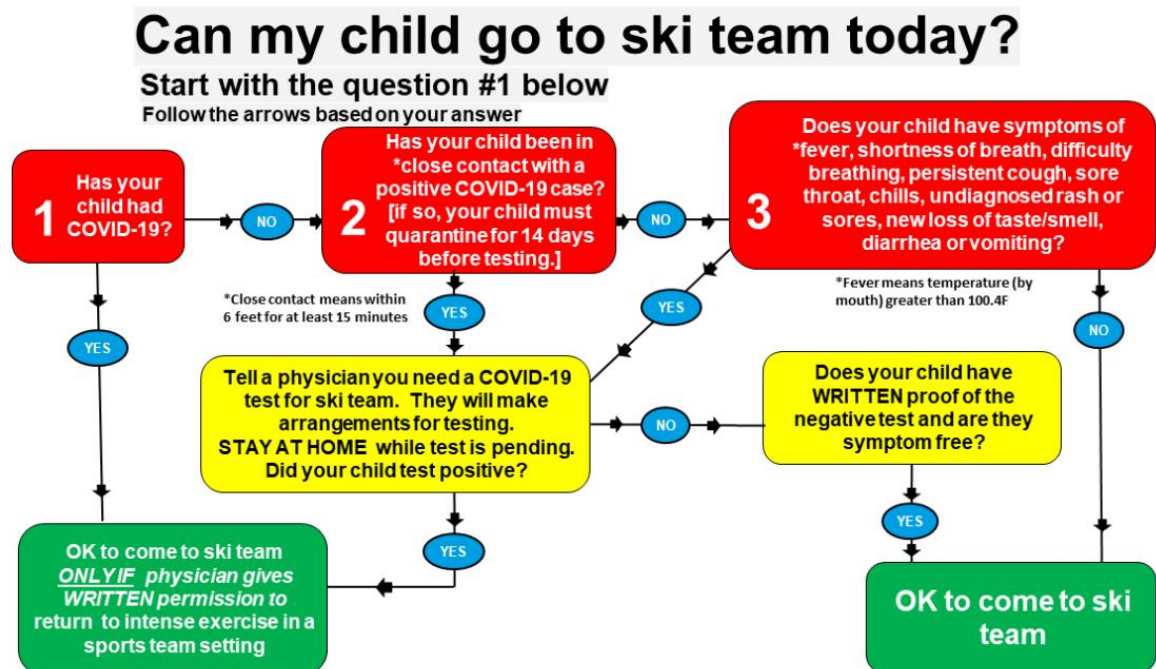 Can my child go to ski team today?
Start with the question #1 below
Follow the arrows based on your answer
1
Has your
child had
COVID-19?
NO
2
Has your child been in
*close contact with a
positive COVID-19 case?
[if so, your child must
quarantine for 14 days
before testing.]
NO
3
Does your child have symptoms of
*fever, shortness of breath, difficulty
breathing, persistent cough, sore
throat, chills, undiagnosed rash or
sores, new loss of taste/smell,
diarrhea or vomiting?
*Close contact means within
6 feet for at least 15 minutes
YES
YES
*Fever means temperature (by
mouth) greater than 100.4F
NO
YES
Tell a physician you need a COVID-19
test for ski team. They will make
arrangements for testing.
STAY AT HOME while test is pending.
Did your child test positive?
NO
Does your child have
WRITTEN proof of the
negative test and are they
symptom free?
YES
YES
OK to come to ski team
ONLY IF physician gives
WRITTEN permission to
return to intense exercise in a
sports team setting
OK to come to ski
team